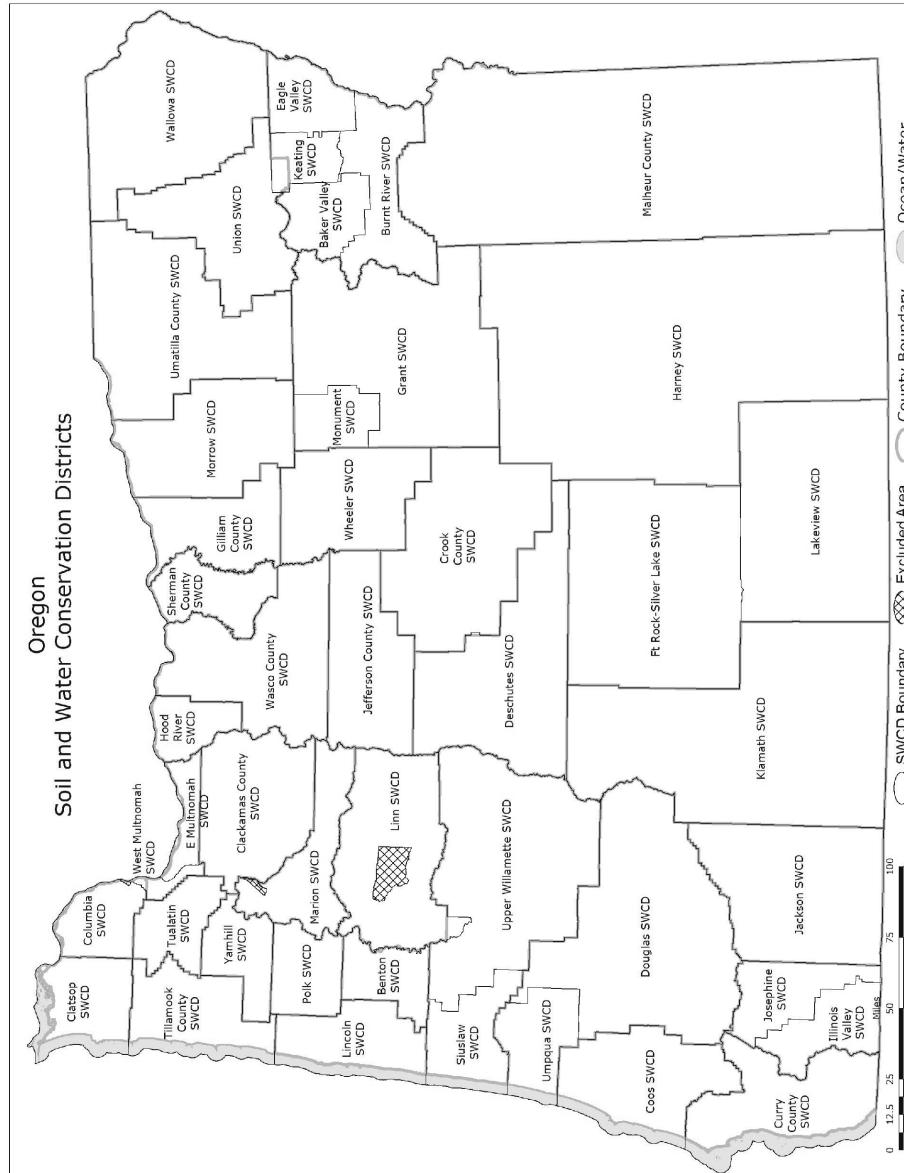 Oregon
Soil and Water Conservation Districts
Clatsop
SWCD
Columbia
SWCD
West Multnomah
SWCD
E Multnomah
SWCD
Hood
River
SWCD
Sherman
County
SWCD
Gilliam
County
SWCD
Morrow SWCD
Umatilla County SWCD
Wallowa SWCD
Union SWCD
Tillamook
County
SWCD
Tualatin
SWCD
Yamhill
SWCD
Clackamas County
SWCD
Wasco County
SWCD
Wheeler SWCD
Monument
SWCD
Grant SWCD
Baker Valley
SWCD
Keating
SWCD
Eagle
Valley
SWCD
Burnt River SWCD
Polk SWCD
Marion SWCD
Jefferson County SWCD
Lincoln
SWCD
Benton
SWCD
Linn SWCD
Crook
County
SWCD
Siuslaw
SWCD
Upper Willamette SWCD
Deschutes SWCD
Umpqua SWCD
Coos SWCD
Douglas SWCD
Ft Rock-Silver Lake SWCD
Harney SWCD
Malheur County SWCD
Curry
County
SWCD
Josephine
SWCD
Illinois
Valley
SWCD
Jackson SWCD
Klamath SWCD
Lakeview SWCD
Miles
0 12.5 25 50 75 100
SWCD Boundary
Excluded Area
County Boundary
Ocean/Water